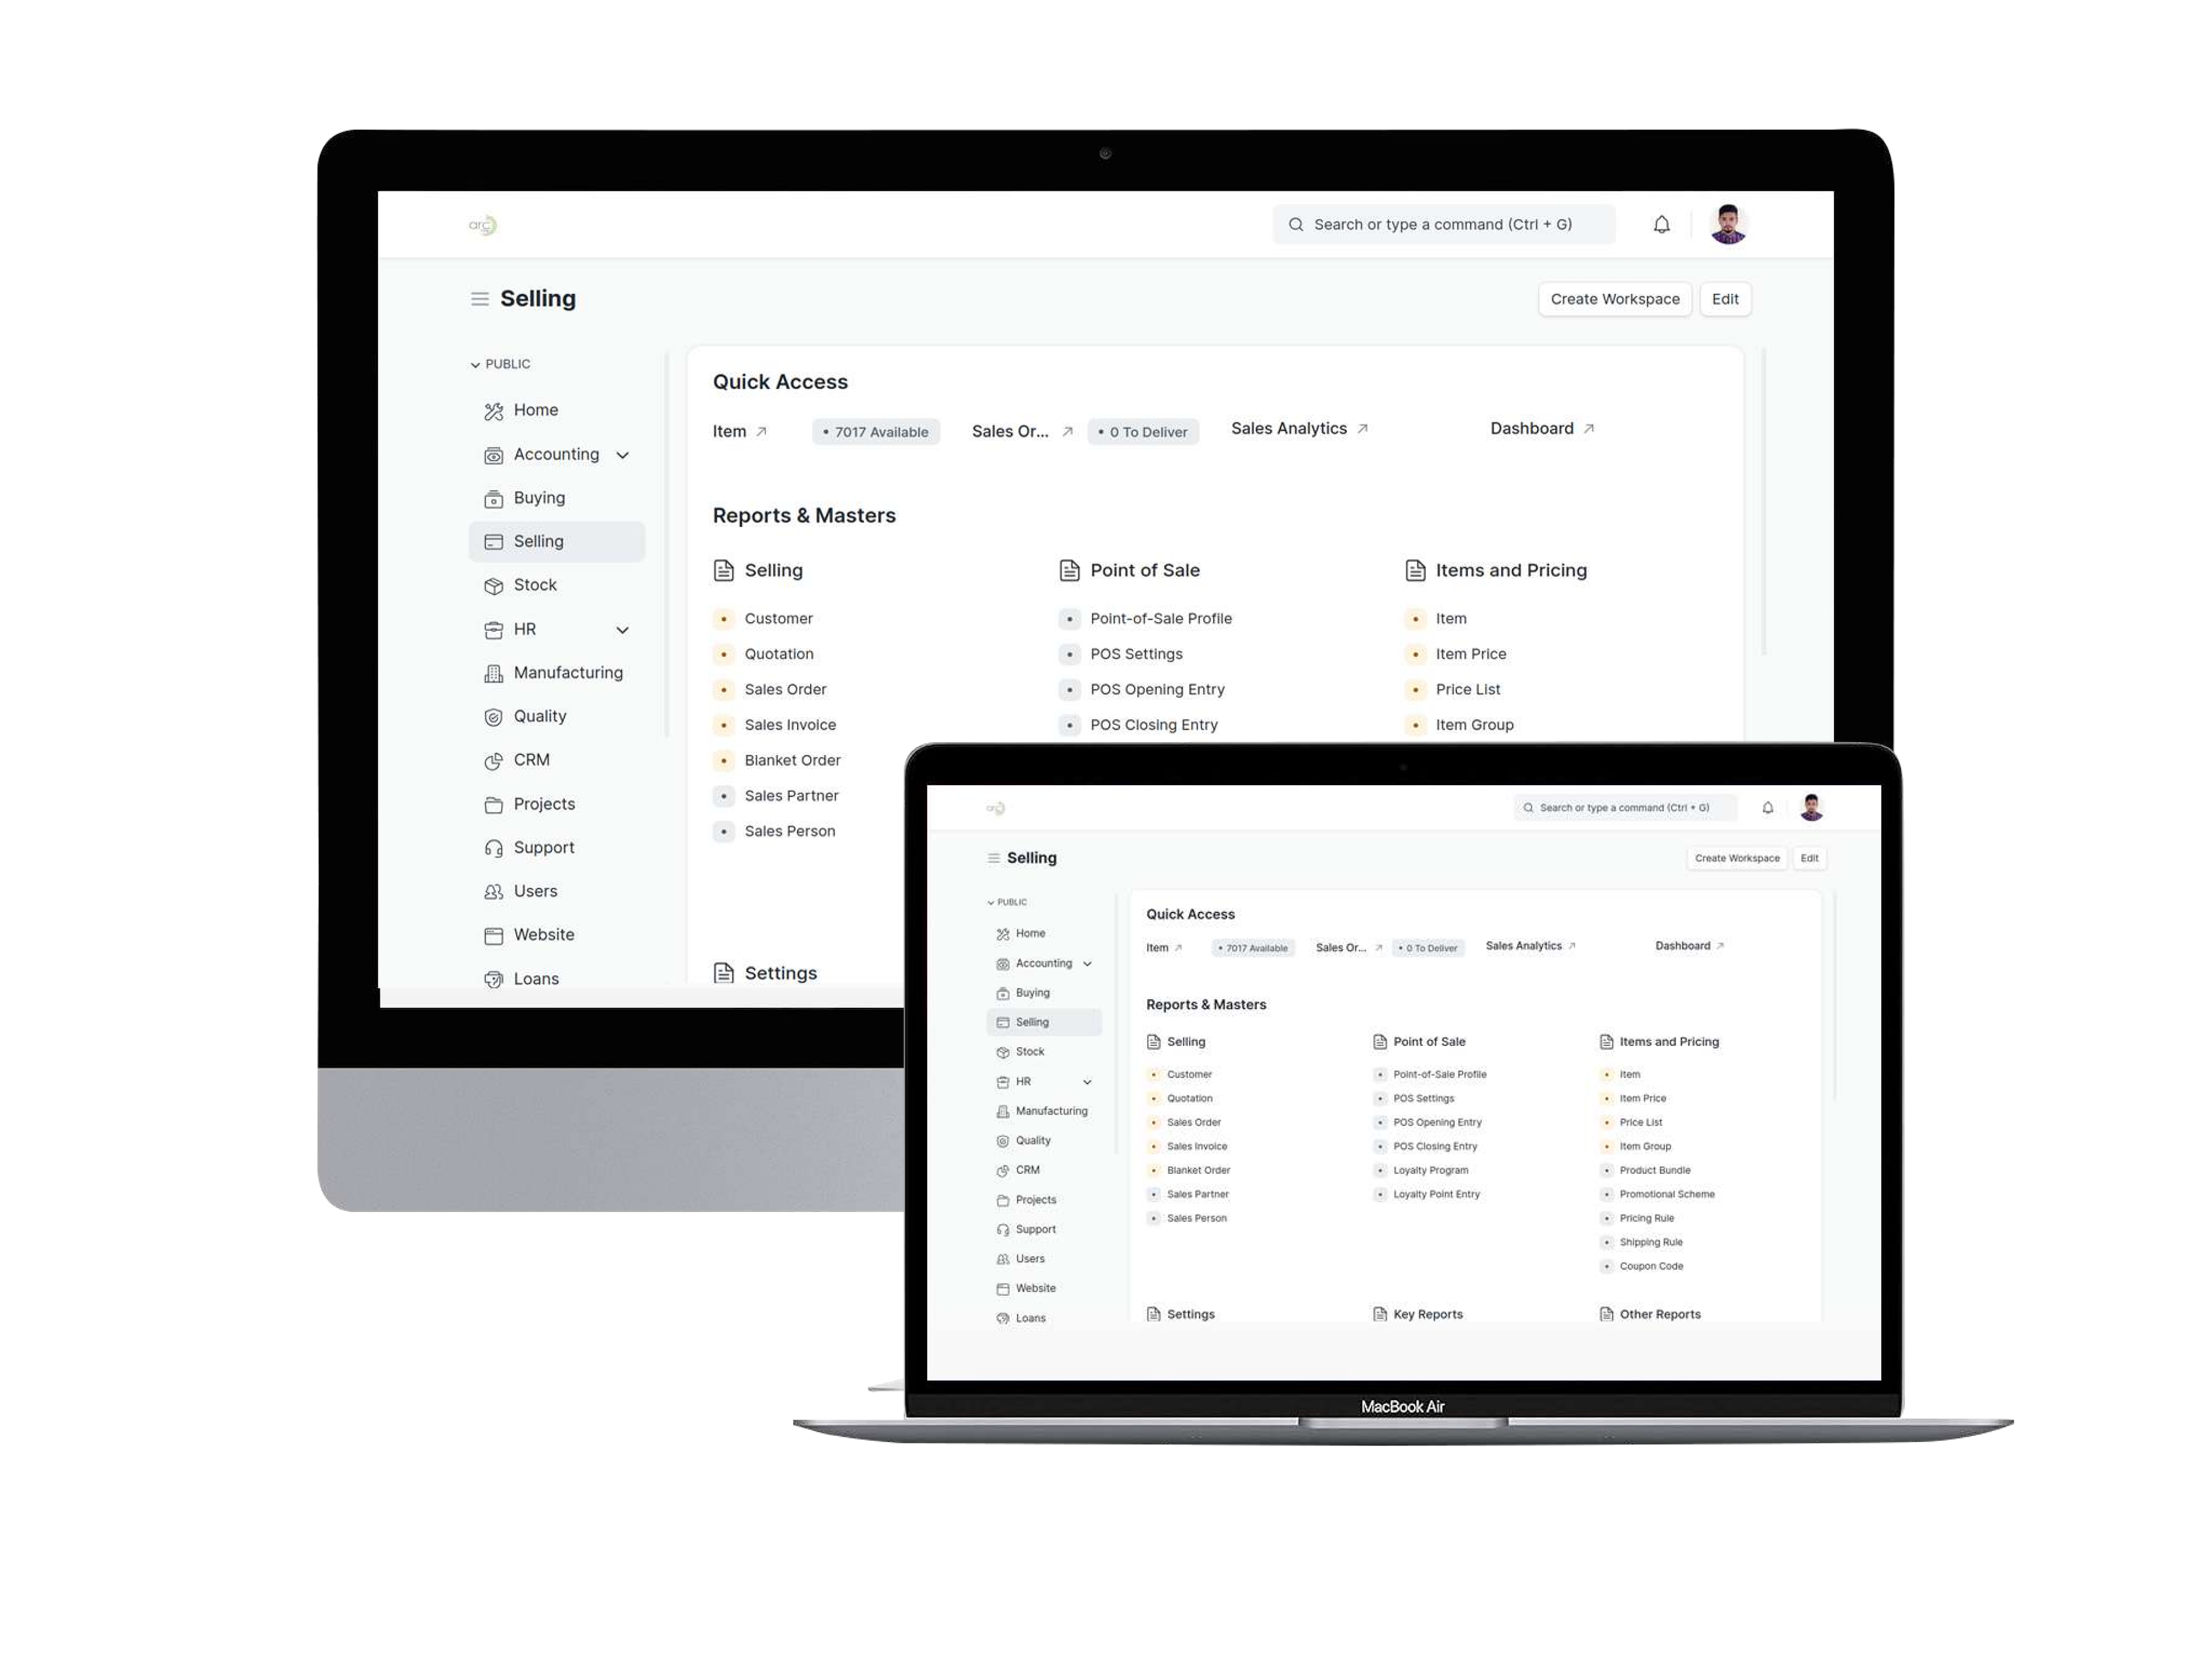 arc
Search or type a command (Ctrl + G)
Selling
Create Workspace
Edit
PUBLIC
Home
Accounting
Buying
Selling
Stock
HR
Manufacturing
Quality
CRM
Projects
Support
Users
Website
Loans
Quick Access
Item
• 7017 Available
Sales Or...
• 0 To Deliver
Sales Analytics
Dashboard
Reports & Masters
Selling
Customer
Quotation
Sales Order
Sales Invoice
Blanket Order
Sales Partner
Sales Person
Point of Sale
Point-of-Sale Profile
POS Settings
POS Opening Entry
POS Closing Entry
Items and Pricing
Item
Item Price
Price List
Item Group
Settings
arc
Search or type a command (Ctrl + G)
Selling
Create Workspace
Edit
PUBLIC
Home
Accounting
Buying
Selling
Stock
HR
Manufacturing
Quality
CRM
Projects
Support
Users
Website
Loans
Quick Access
Item
• 7017 Available
Sales Or...
• 0 To Deliver
Sales Analytics
Dashboard
Reports & Masters
Selling
Customer
Quotation
Sales Order
Sales Invoice
Blanket Order
Sales Partner
Sales Person
Point of Sale
Point-of-Sale Profile
POS Settings
POS Opening Entry
POS Closing Entry
Loyalty Program
Loyalty Point Entry
Items and Pricing
Item
Item Price
Price List
Item Group
Product Bundle
Promotional Scheme
Pricing Rule
Shipping Rule
Coupon Code
Settings
Key Reports
Other Reports
MacBook Air